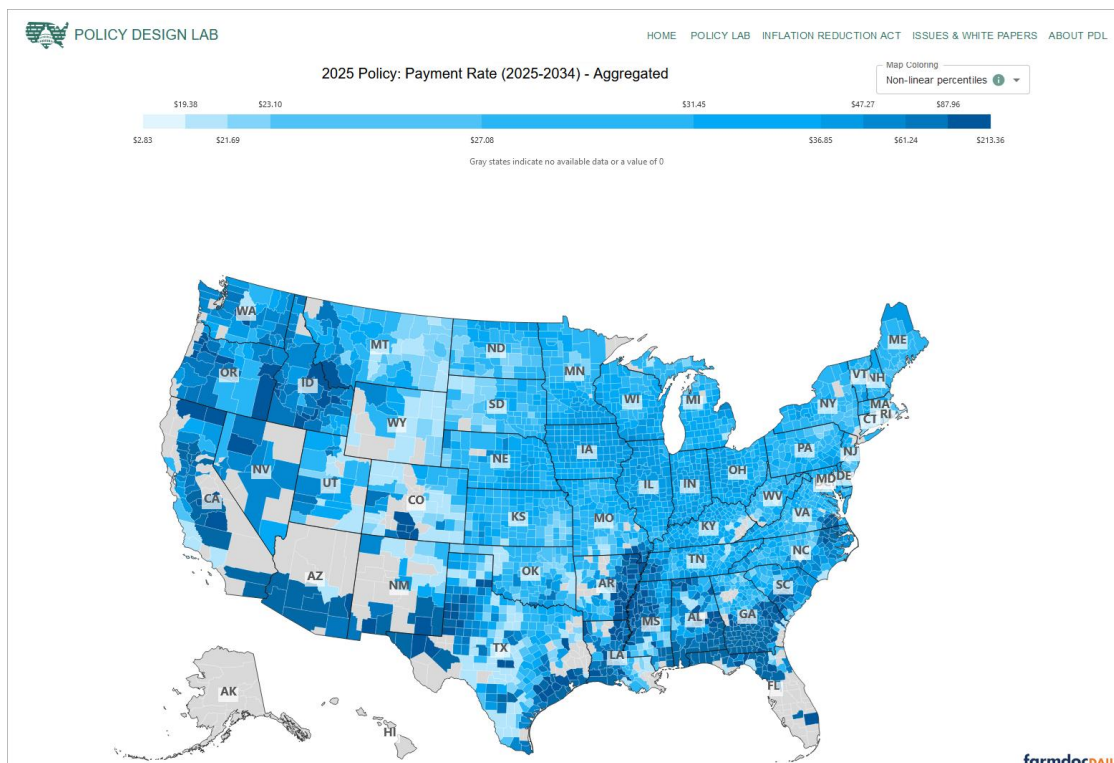 POLICY DESIGN LAB
HOME POLICY LAB INFLATION REDUCTION ACT ISSUES & WHITE PAPERS ABOUT PDL
2025 Policy: Payment Rate (2025-2034) - Aggregated
Map Coloring
Non-linear percentiles
$19.38 $23.10 $31.45 $47.27 $87.96
$2.83 $21.69 $27.08 $36.85 $61.24 $213.36
Gray states indicate no available data or a value of 0
WA
ME
MT
ND
VT NH
MN
OR
ID
WI
MI
NY
MA
SD
CT RI
WY
IA
PA
NE
NJ
OH
NV
UT
IL
IN
MD DE
CA
CO
WV
VA
KS
MO
KY
NC
TN
OK
AZ
AR
NM
SC
MS
AL
GA
TX
LA
FL
AK
HI
farmdoc DAILY